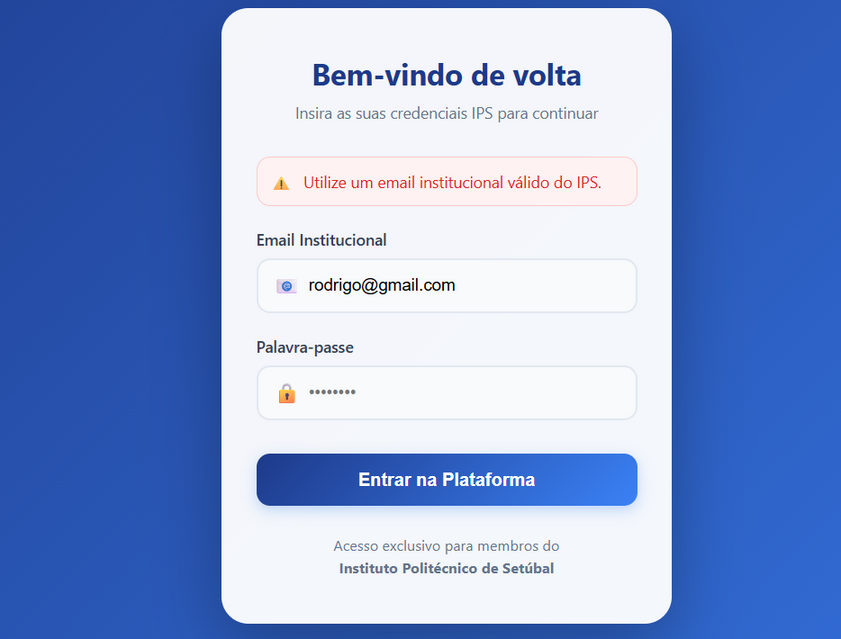 Bem-vindo de volta
Insira as suas credenciais IPS para continuar
Utilize um email institucional válido do IPS.
Email Institucional
rodrigo@gmail.com
Palavra-passe
••••••••
Entrar na Plataforma
Acesso exclusivo para membros do
Instituto Politécnico de Setúbal